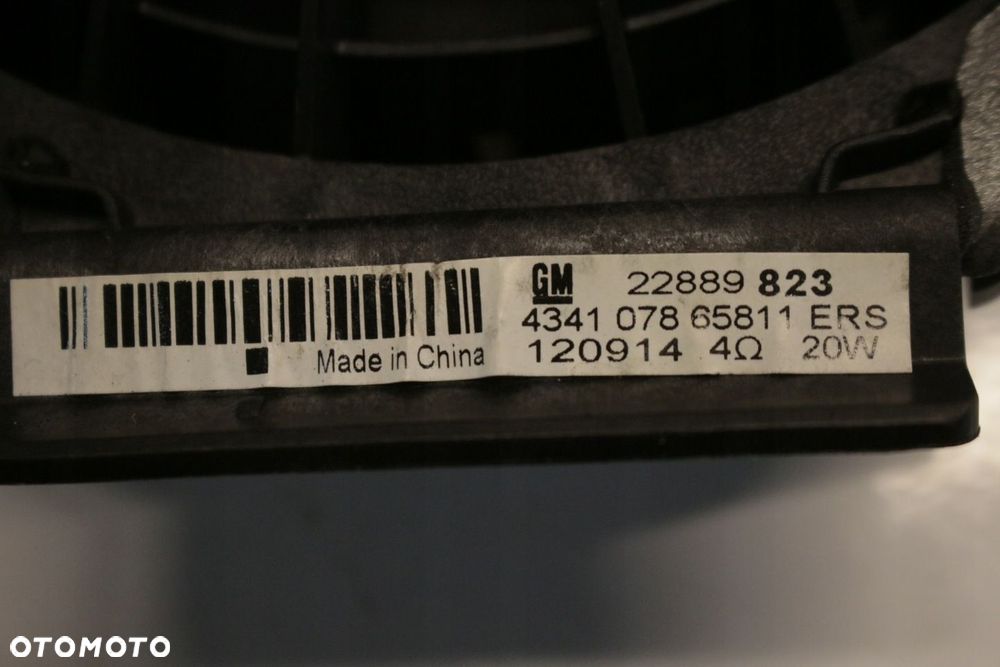 GM 22889 823
4341 078 65811 ERS
Made in China 120914 4Ω 20W
OTOMOTO